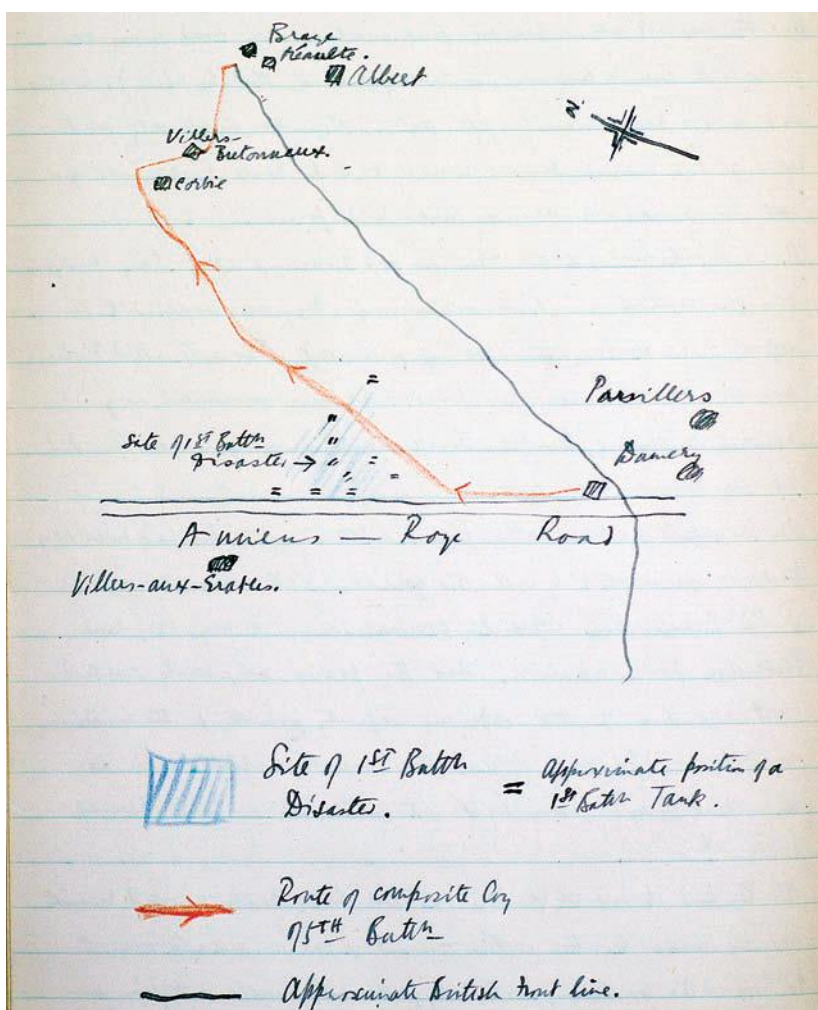 Braye
Méaulte.
Albert
N
Villers-
Bretonneaux.
Corbie
Parvillers
Damery
Site of 1ST Battn
Disaster →
Amiens — Roye Road
Villers-aux-Erables.
Site of 1ST Battn
Disaster.
= Approximate position of a
1st Battn Tank.
Route of composite Coy
of 5TH Battn
Approximate British Front line.